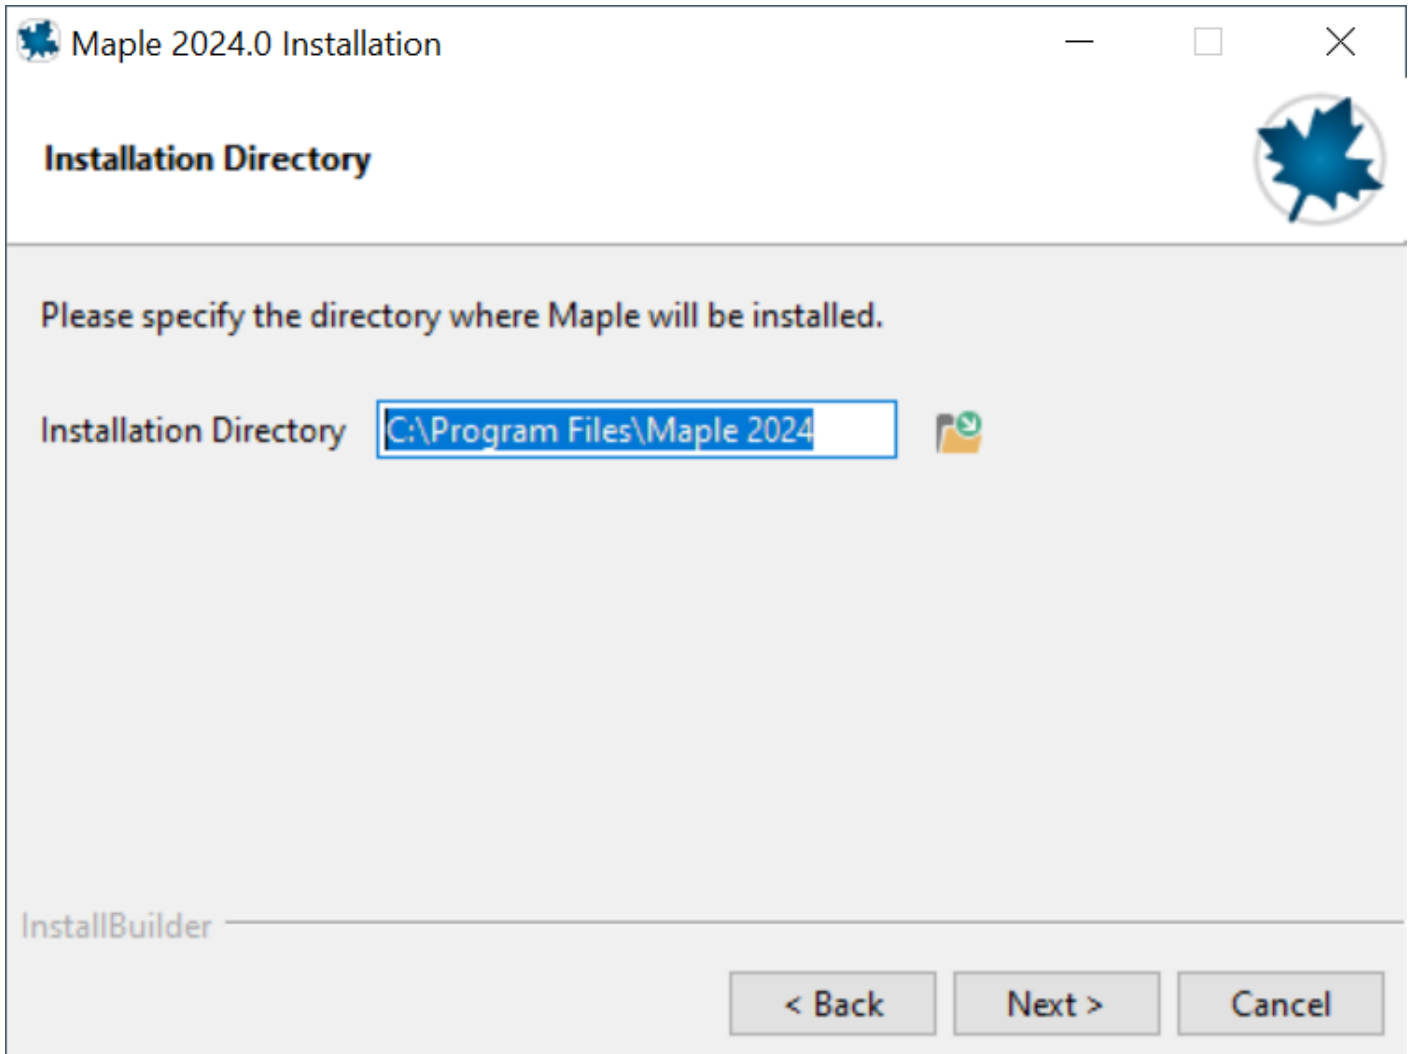 Maple 2024.0 Installation
Installation Directory
Please specify the directory where Maple will be installed.
Installation Directory C:\Program Files\Maple 2024
InstallBuilder
< Back Next > Cancel